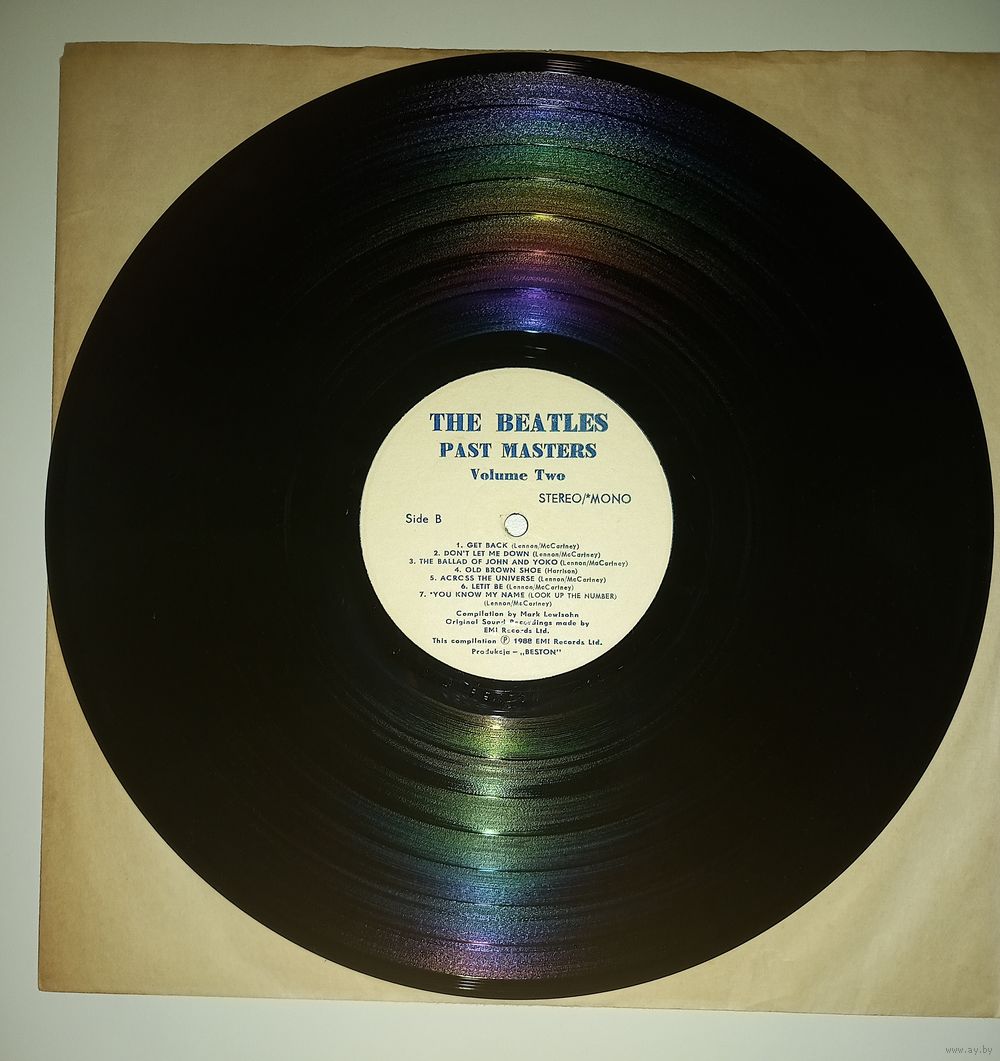 THE BEATLES
PAST MASTERS
Volume Two
STEREO/*MONO
Side B
1. GET BACK (Lennon/McCartney)
2. DON'T LET ME DOWN (Lennon/McCartney)
3. THE BALLAD OF JOHN AND YOKO (Lennon/McCartney)
4. OLD BROWN SHOE (Harrison)
5. ACROSS THE UNIVERSE (Lennon/McCartney)
6. LETIT BE (Lennon/McCartney)
7. *YOU KNOW MY NAME (LOOK UP THE NUMBER)
(Lennon/McCartney)
Compilation by Mark Lewisohn
Original Sound Recordings made by
EMI Records Ltd.
This compilation Ⓟ 1988 EMI Records Ltd.
Produkcja – „BESTON"
www.ay.by